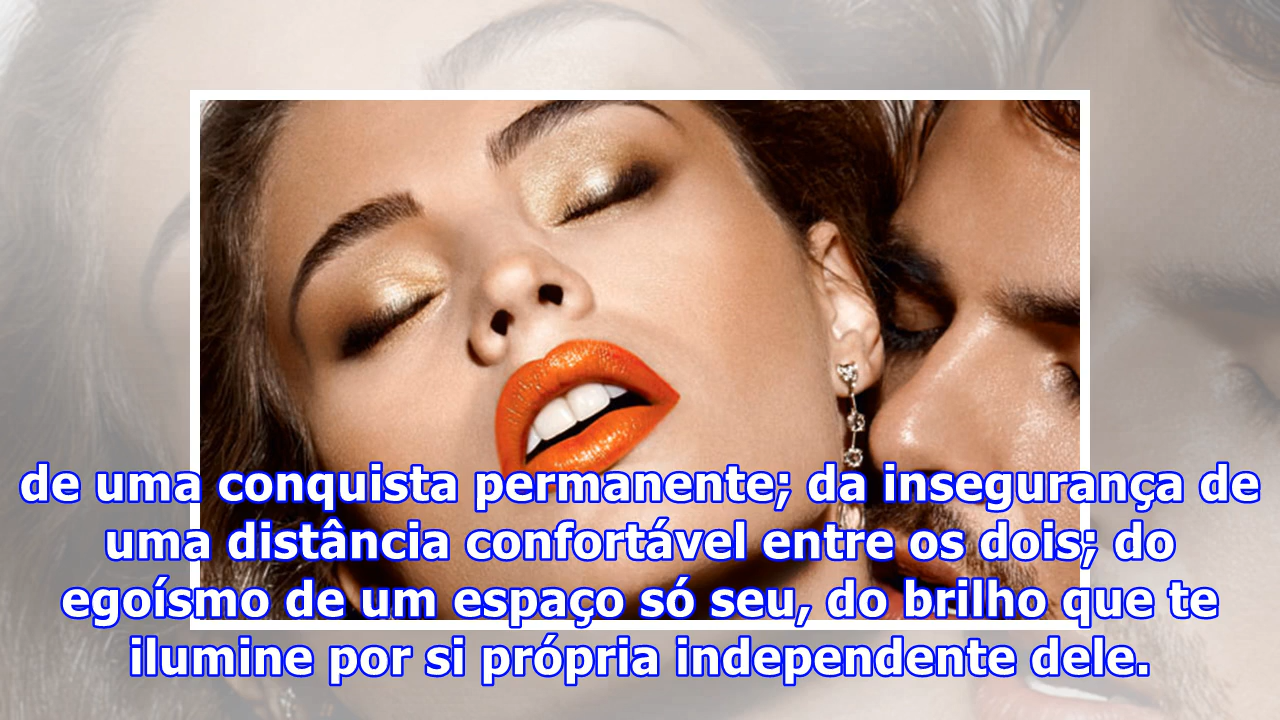 de uma conquista permanente; da insegurança de
uma distância confortável entre os dois; do
egoísmo de um espaço só seu, do brilho que te
ilumine por si própria independente dele.